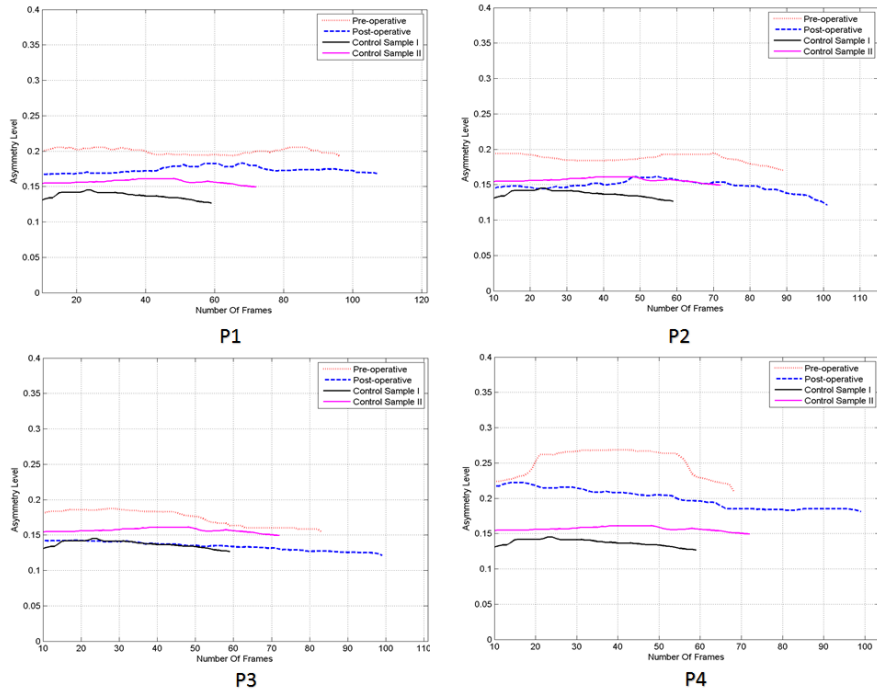 0.4
0.35
0.3
0.25
0.2
0.15
0.1
0.05
0
Asymmetry Level
Pre-operative
Post-operative
Control Sample I
Control Sample II
20 40 60 80 100 120
Number Of Frames
P1
0.4
0.35
0.3
0.25
0.2
0.15
0.1
0.05
0
Asymmetry Level
Pre-operative
Post-operative
Control Sample I
Control Sample II
10 20 30 40 50 60 70 80 90 100 110
Number Of Frames
P2
0.4
0.35
0.3
0.25
0.2
0.15
0.1
0.05
0
Asymmetry Level
Pre-operative
Post-operative
Control Sample I
Control Sample II
10 20 30 40 50 60 70 80 90 100 110
Number Of Frames
P3
0.4
0.35
0.3
0.25
0.2
0.15
0.1
0.05
0
Asymmetry Level
Pre-operative
Post-operative
Control Sample I
Control Sample II
10 20 30 40 50 60 70 80 90 100
Number Of Frames
P4